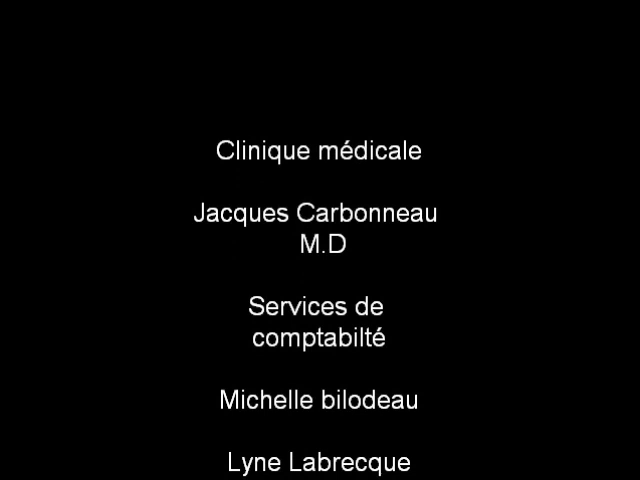 Clinique médicale
Jacques Carbonneau
M.D
Services de
comptabilté
Michelle bilodeau
Lyne Labrecque